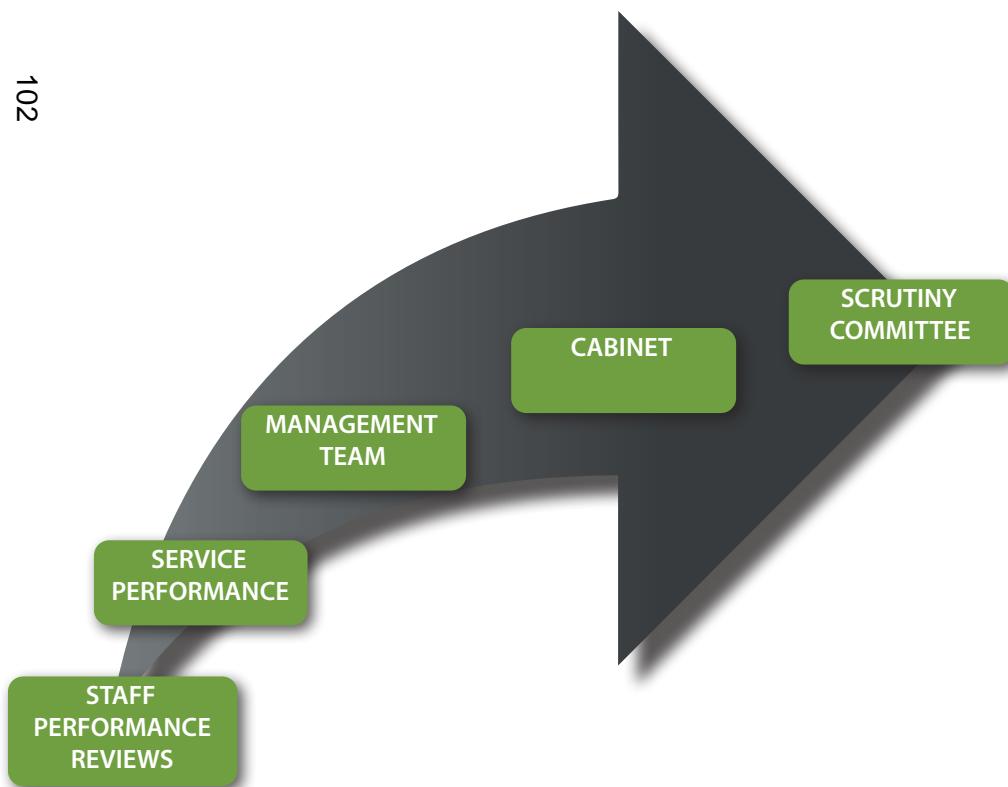 102
SCRUTINY
COMMITTEE
CABINET
MANAGEMENT
TEAM
SERVICE
PERFORMANCE
STAFF
PERFORMANCE
REVIEWS